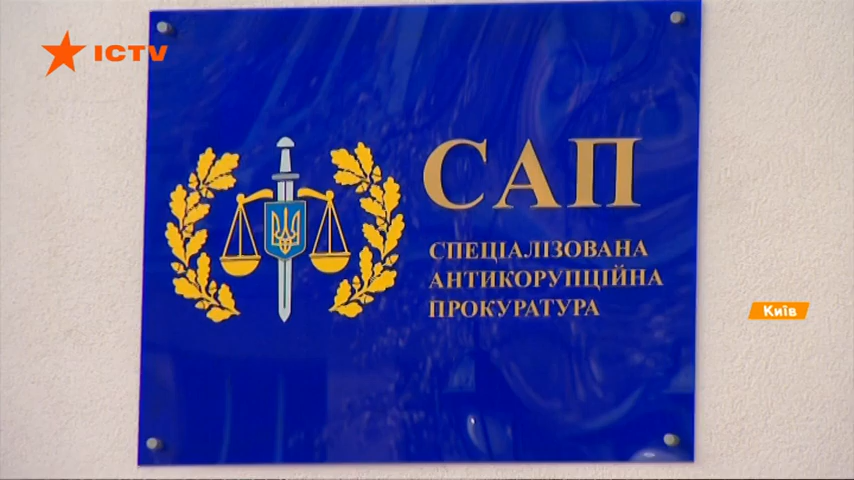 ICTV
САП
СПЕЦІАЛІЗОВАНА
АНТИКОРУПЦІЙНА
ПРОКУРАТУРА
Київ